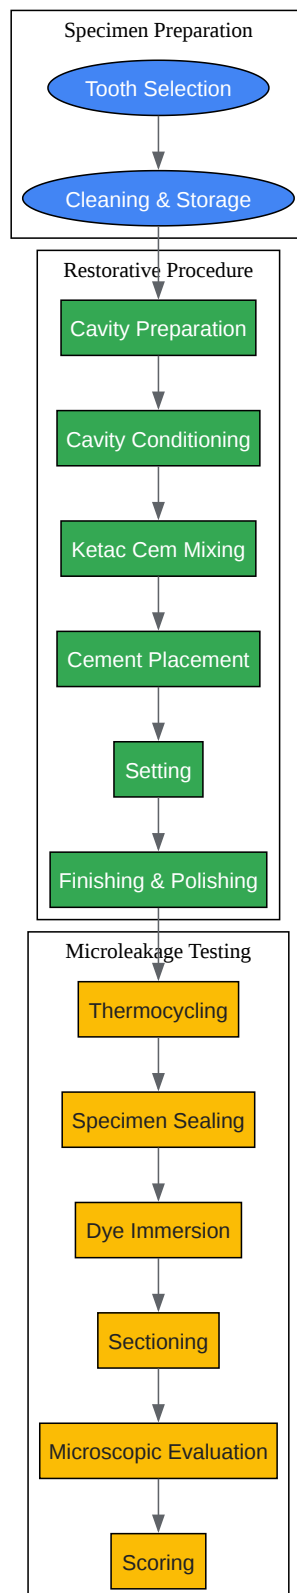 Specimen Preparation
Tooth Selection
Cleaning & Storage
Restorative Procedure
Cavity Preparation
Cavity Conditioning
Ketac Cem Mixing
Cement Placement
Setting
Finishing & Polishing
Microleakage Testing
Thermocycling
Specimen Sealing
Dye Immersion
Sectioning
Microscopic Evaluation
Scoring